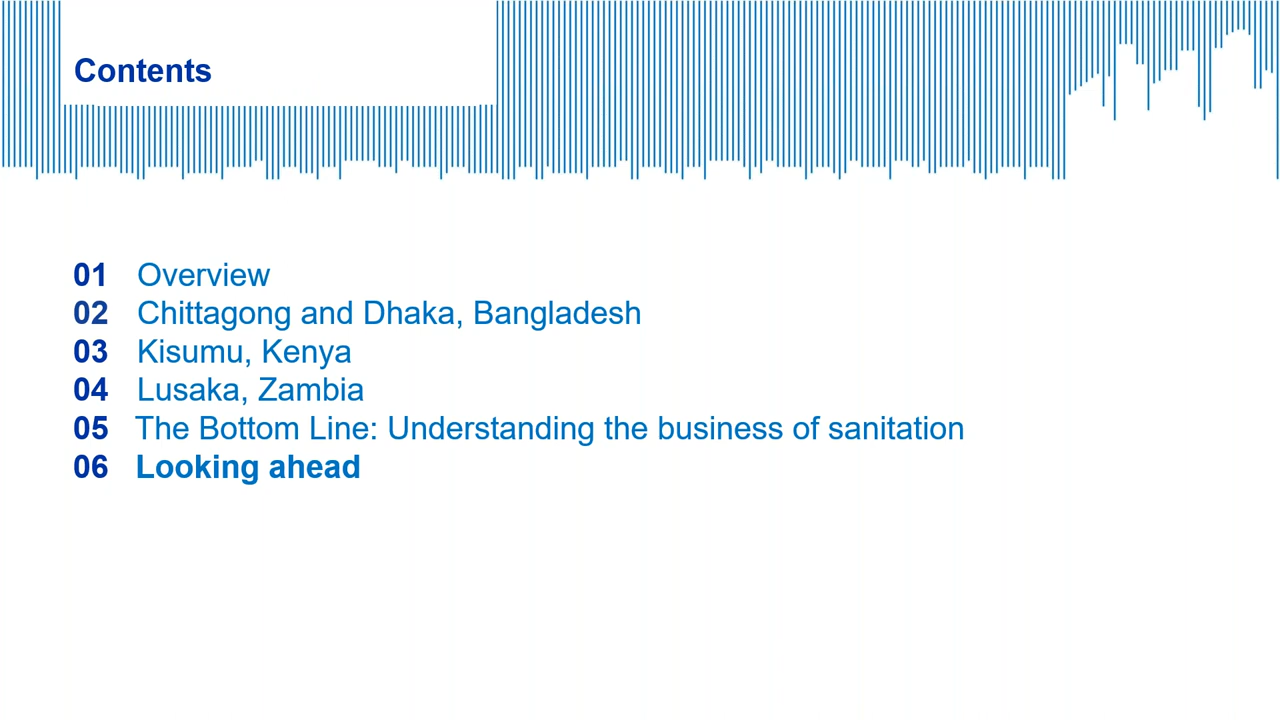 Contents
01 Overview
02 Chittagong and Dhaka, Bangladesh
03 Kisumu, Kenya
04 Lusaka, Zambia
05 The Bottom Line: Understanding the business of sanitation
06 Looking ahead